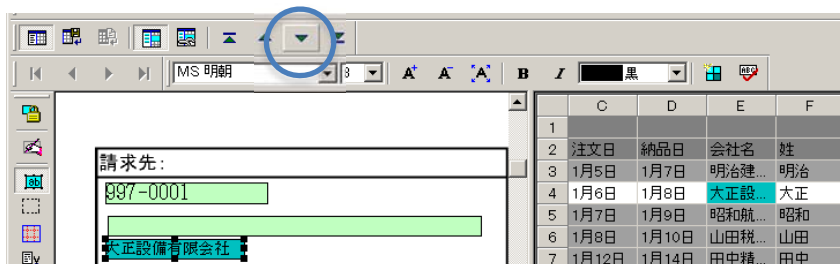 MS 明朝 8 A+ A- [A] B I 黒 ABC
C D E F
1
2 注文日 納品日 会社名 姓
3 1月5日 1月7日 明治建... 明治
4 1月6日 1月8日 大正設... 大正
5 1月7日 1月9日 昭和航... 昭和
6 1月8日 1月10日 山田税... 山田
7 1月12日 1月14日 田中精... 田中
請求先:
997-0001
大正設備有限会社